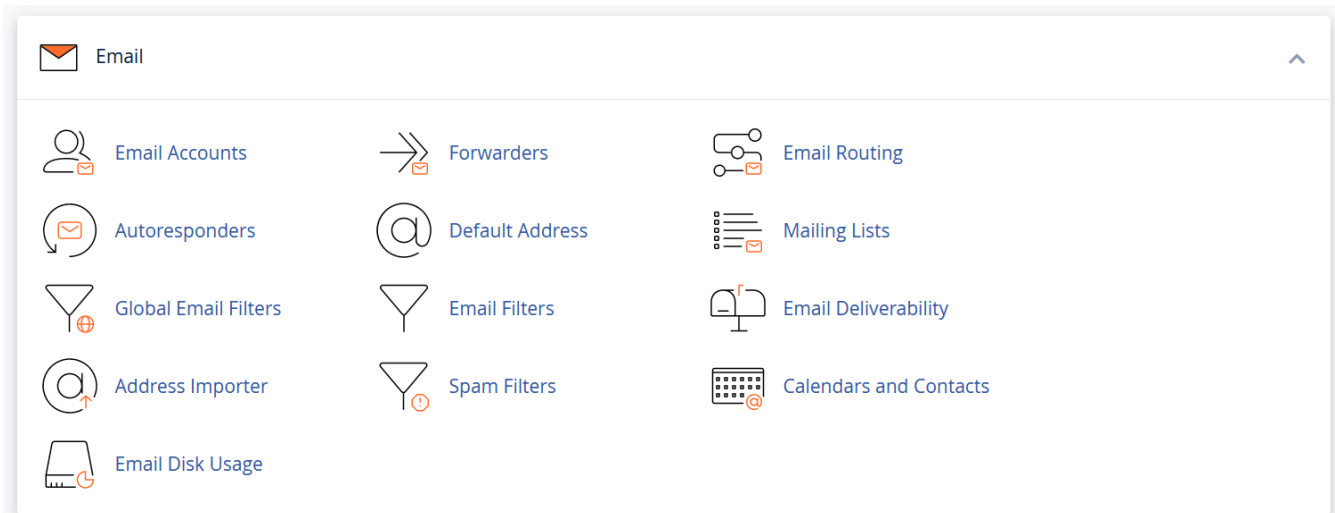 Email
Email Accounts
Forwarders
Email Routing
Autoresponders
Default Address
Mailing Lists
Global Email Filters
Email Filters
Email Deliverability
Address Importer
Spam Filters
Calendars and Contacts
Email Disk Usage